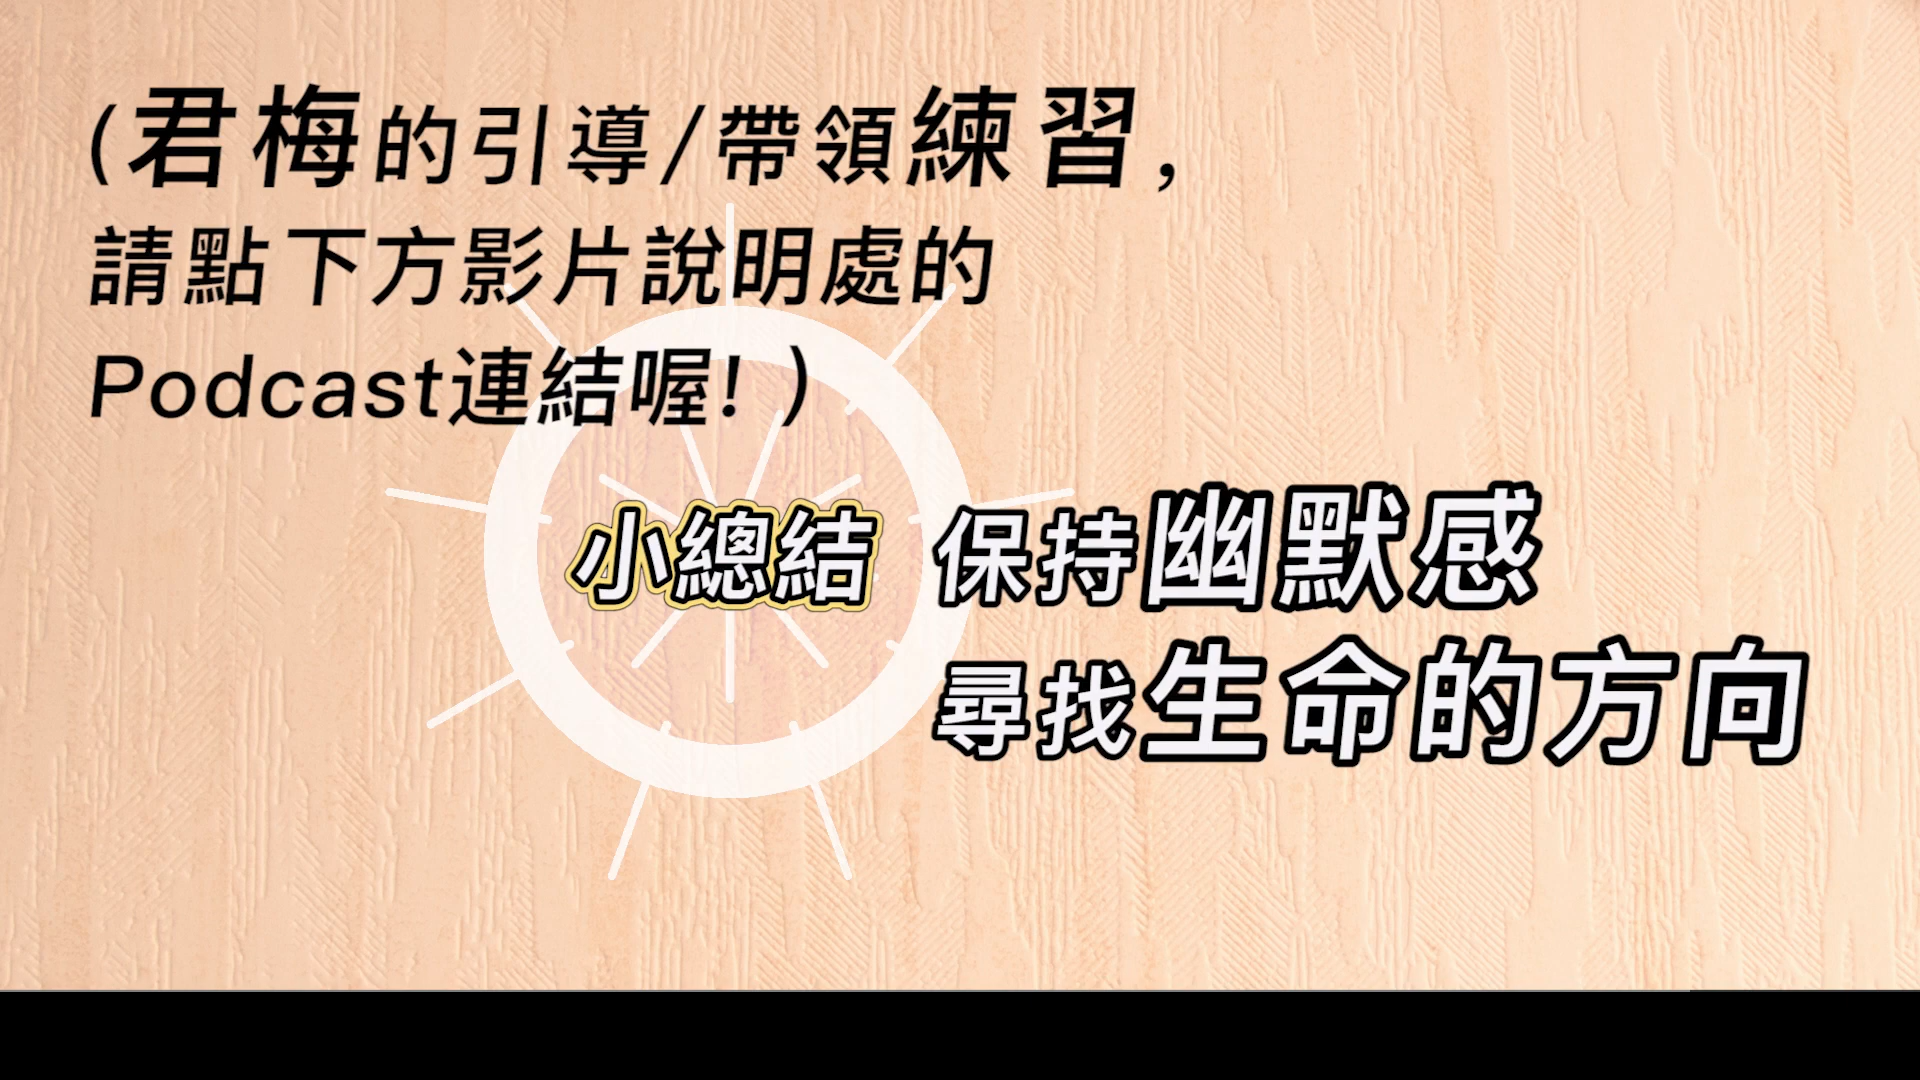 (君梅的引導/帶領練習,
請點下方影片說明處的
Podcast連結喔!)
小總結 保持幽默感
尋找生命的方向